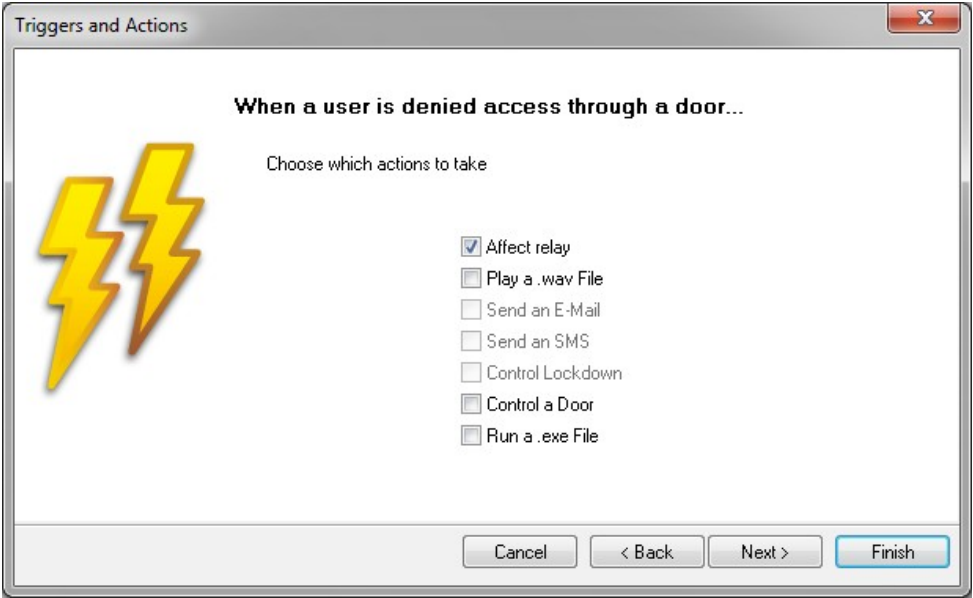 Triggers and Actions
When a user is denied access through a door...
Choose which actions to take
Affect relay
Play a .wav File
Send an E-Mail
Send an SMS
Control Lockdown
Control a Door
Run a .exe File
Cancel < Back Next > Finish